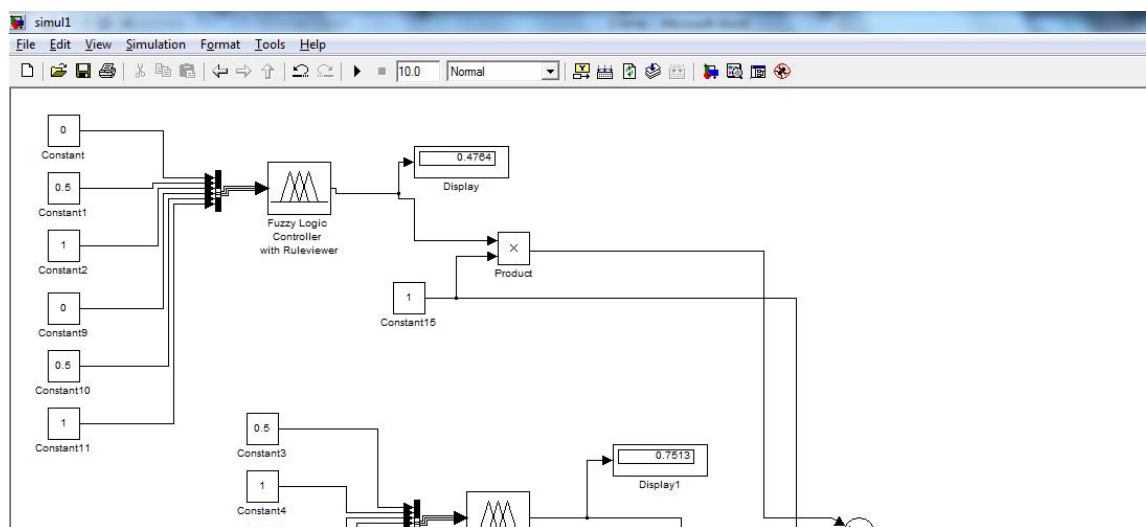 simul1
File Edit View Simulation Format Tools Help
10.0 Normal
0
Constant
0.5
Constant1
1
Constant2
0
Constant9
0.5
Constant10
1
Constant11
Fuzzy Logic
Controller
with Ruleviewer
0.4764
Display
×
Product
1
Constant15
0.5
Constant3
1
Constant4
0.7513
Display1